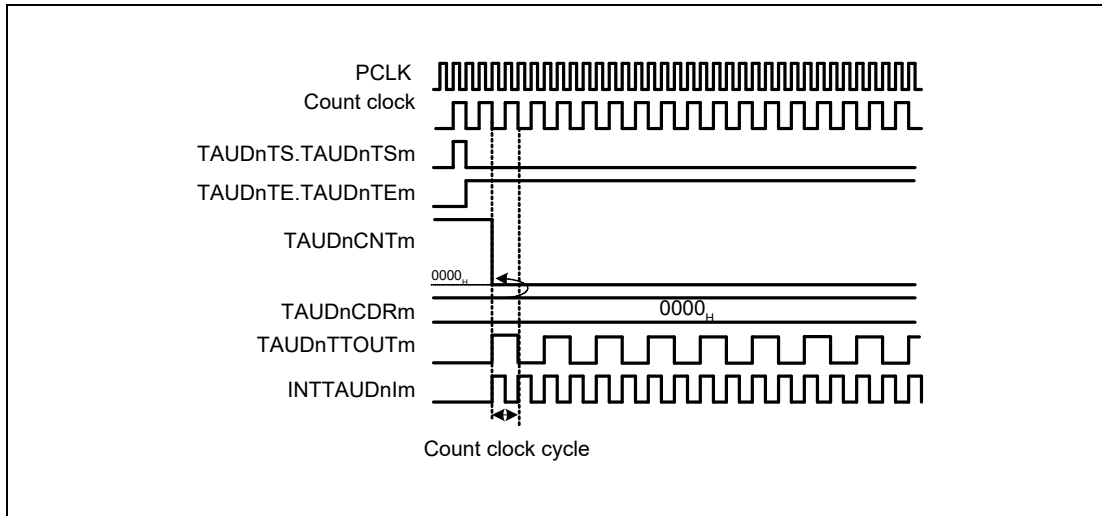 PCLK
Count clock
TAUDnTS.TAUDnTSm
TAUDnTE.TAUDnTEm
TAUDnCNTm
0000H
TAUDnCDRm
0000H
TAUDnTTOUTm
INTTAUDnIm
Count clock cycle